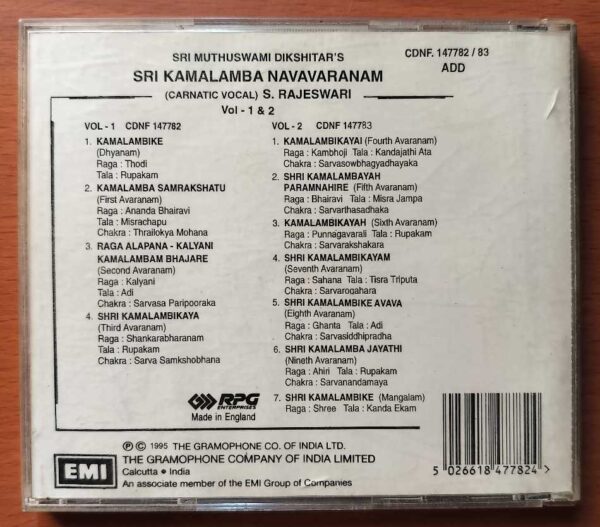 SRI MUTHUSWAMI DIKSHITAR'S
SRI KAMALAMBA NAVAVARANAM
(CARNATIC VOCAL) S. RAJESWARI
Vol - 1 & 2
CDNF. 147782 / 83
ADD
VOL - 1 CDNF 147782
1. KAMALAMBIKE
(Dhyanam)
Raga : Thodi
Tala : Rupakam
2. KAMALAMBA SAMRAKSHATU
(First Avaranam)
Raga : Ananda Bhairavi
Tala : Misrachapu
Chakra : Thrailokya Mohana
3. RAGA ALAPANA - KALYANI
KAMALAMBAM BHAJARE
(Second Avaranam)
Raga : Kalyani
Tala : Adi
Chakra : Sarvasa Paripooraka
4. SHRI KAMALAMBIKAYA
(Third Avaranam)
Raga : Shankarabharanam
Tala : Rupakam
Chakra : Sarva Samkshobhana
VOL - 2 CDNF 147783
1. KAMALAMBIKAYAI (Fourth Avaranam)
Raga : Kambhoji Tala : Kandajathi Ata
Chakra : Sarvasowbhagyadhayaka
2. SHRI KAMALAMBAYAH
PARAMNAHIRE (Fifth Avaranam)
Raga : Bhairavi Tala : Misra Jampa
Chakra : Sarvarthasadhaka
3. KAMALAMBIKAYAH (Sixth Avaranam)
Raga : Punnagavarali Tala : Rupakam
Chakra : Sarvarakshakara
4. SHRI KAMALAMBIKAYAM
(Seventh Avaranam)
Raga : Sahana Tala : Tisra Triputa
Chakra : Sarvarogahara
5. SHRI KAMALAMBIKE AVAVA
(Eighth Avaranam)
Raga : Ghanta Tala : Adi
Chakra : Sarvasiddhipradha
6. SHRI KAMALAMBA JAYATHI
(Nineth Avaranam)
Raga : Ahiri Tala : Rupakam
Chakra : Sarvanandamaya
7. SHRI KAMALAMBIKE (Mangalam)
Raga : Shree Tala : Kanda Ekam
RPG
ENTERPRISES
Made in England
EMI
℗ © 1995 THE GRAMOPHONE CO. OF INDIA LTD.
THE GRAMOPHONE COMPANY OF INDIA LIMITED
Calcutta • India
An associate member of the EMI Group of Companies
5 026618 477824 >